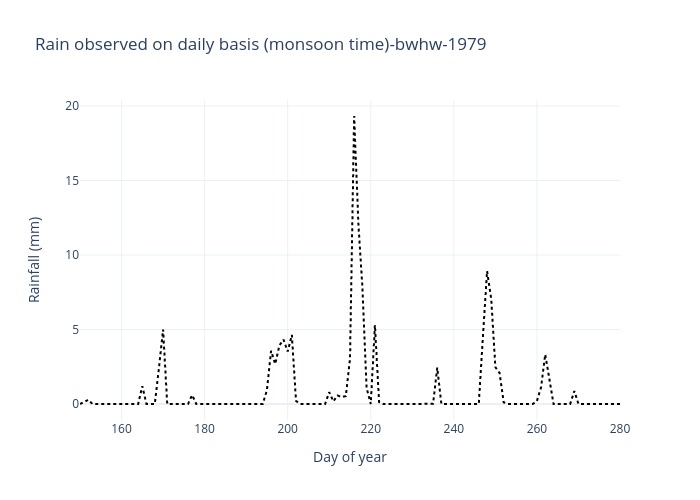 Rain observed on daily basis (monsoon time)-bwhw-1979
20
15
10
5
0
Rainfall (mm)
160 180 200 220 240 260 280
Day of year